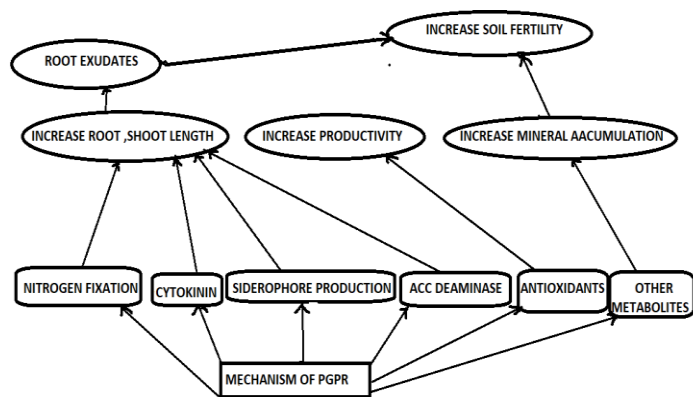 INCREASE SOIL FERTILITY
ROOT EXUDATES
INCREASE ROOT ,SHOOT LENGTH
INCREASE PRODUCTIVITY
INCREASE MINERAL AACUMULATION
NITROGEN FIXATION
CYTOKININ
SIDEROPHORE PRODUCTION
ACC DEAMINASE
ANTIOXIDANTS
OTHER
METABOLITES
MECHANISM OF PGPR